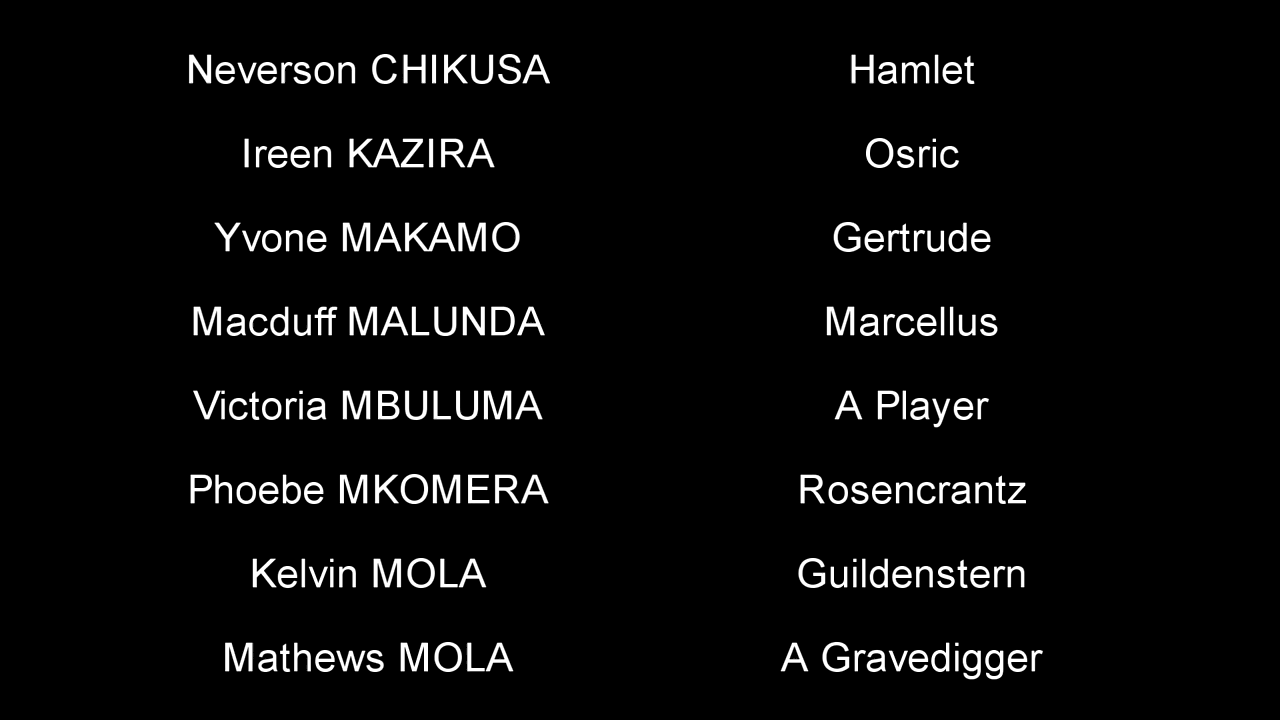 Neverson CHIKUSA Hamlet
Ireen KAZIRA Osric
Yvone MAKAMO Gertrude
Macduff MALUNDA Marcellus
Victoria MBULUMA A Player
Phoebe MKOMERA Rosencrantz
Kelvin MOLA Guildenstern
Mathews MOLA A Gravedigger